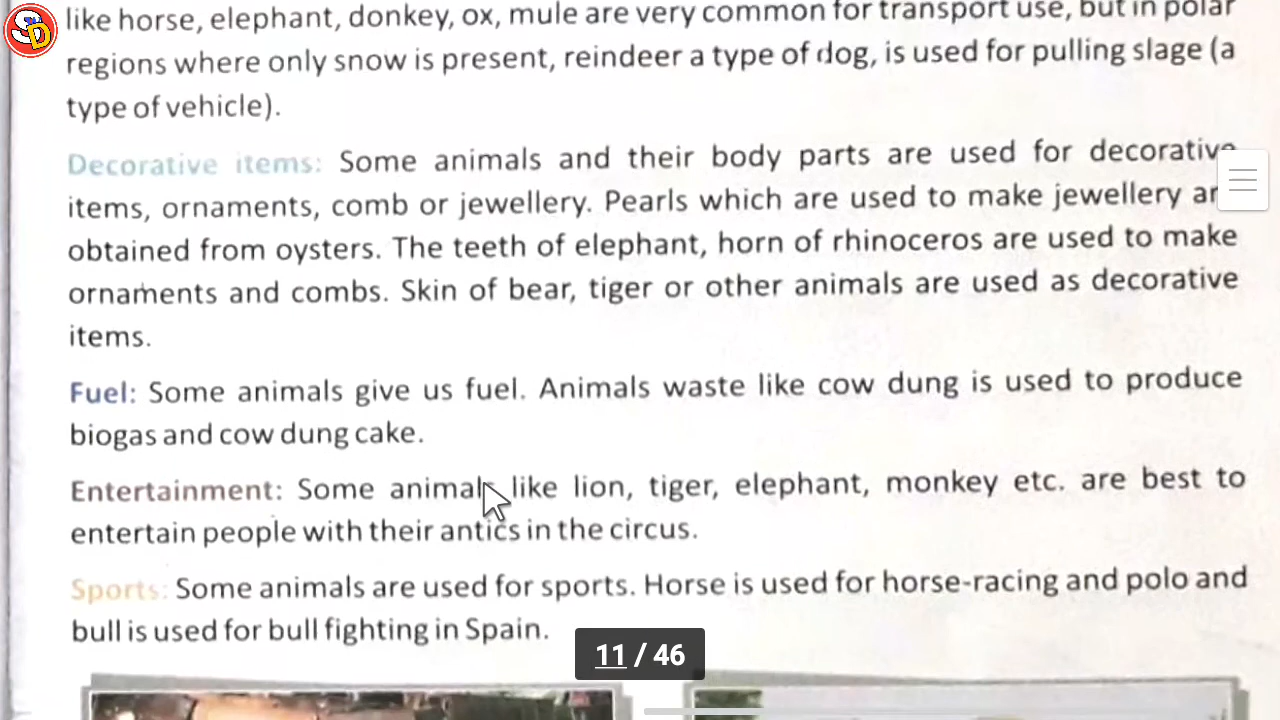 like horse, elephant, donkey, ox, mule are very common for transport use, but in polar
regions where only snow is present, reindeer a type of dog, is used for pulling slage (a
type of vehicle).
Decorative items: Some animals and their body parts are used for decorative
items, ornaments, comb or jewellery. Pearls which are used to make jewellery ar
obtained from oysters. The teeth of elephant, horn of rhinoceros are used to make
ornaments and combs. Skin of bear, tiger or other animals are used as decorative
items.
Fuel: Some animals give us fuel. Animals waste like cow dung is used to produce
biogas and cow dung cake.
Entertainment: Some animals like lion, tiger, elephant, monkey etc. are best to
entertain people with their antics in the circus.
Sports: Some animals are used for sports. Horse is used for horse-racing and polo and
bull is used for bull fighting in Spain.
11 / 46